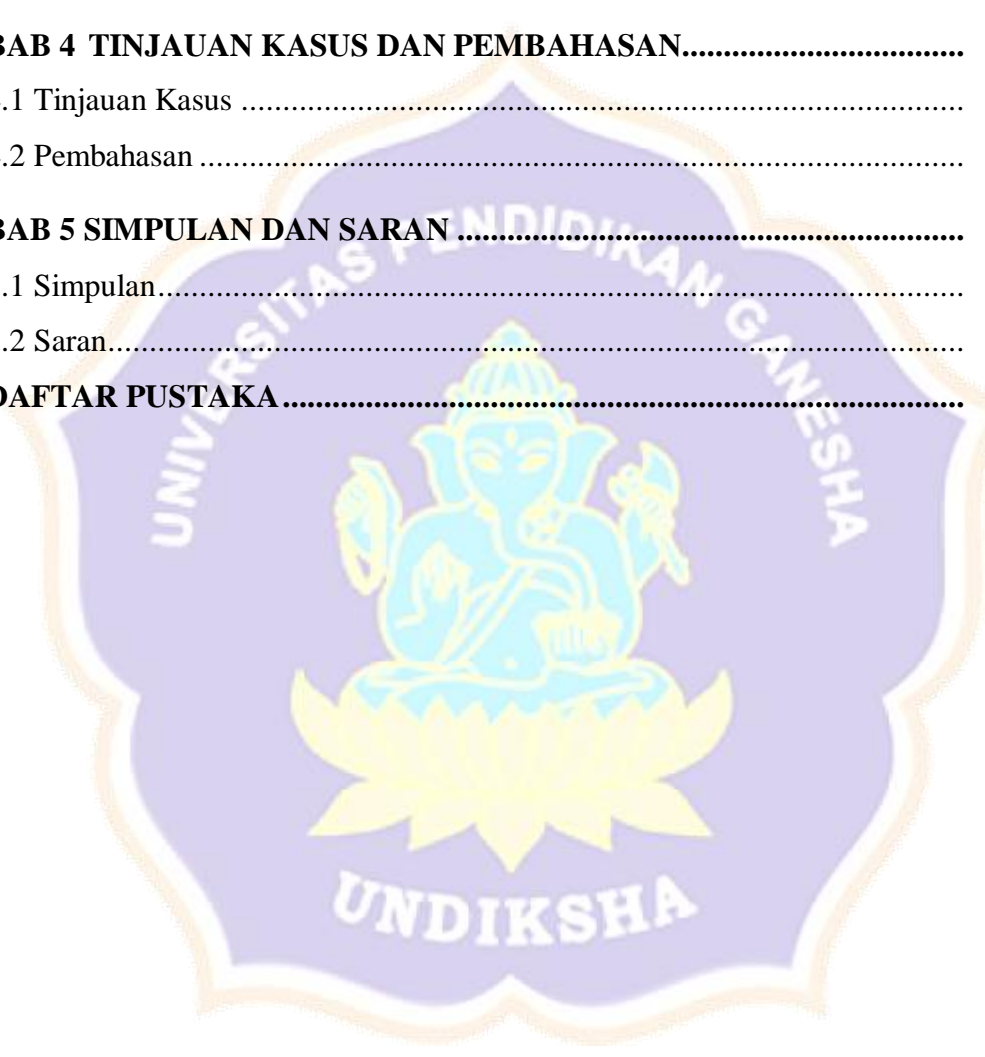 BAB 4 TINJAUAN KASUS DAN PEMBAHASAN..................................
.1 Tinjauan Kasus .......................................................................................
.2 Pembahasan ............................................................................................
BAB 5 SIMPULAN DAN SARAN .............................................................
.1 Simpulan.................................................................................................
.2 Saran.......................................................................................................
DAFTAR PUSTAKA..................................................................................
UNIVERSITAS PENDIDIKAN GANESHA
UNDIKSHA